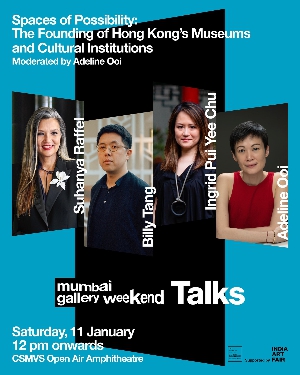 Spaces of Possibility:
The Founding of Hong Kong's Museums
and Cultural Institutions
Moderated by Adeline Ooi
Suhanya Raffel
Billy Tang
Ingrid Pui Yee Chu
Adeline Ooi
mumbai
gallery weekend Talks
Saturday, 11 January
12 pm onwards
CSMVS Open Air Amphitheatre
Supported by
INDIA
ART
FAIR